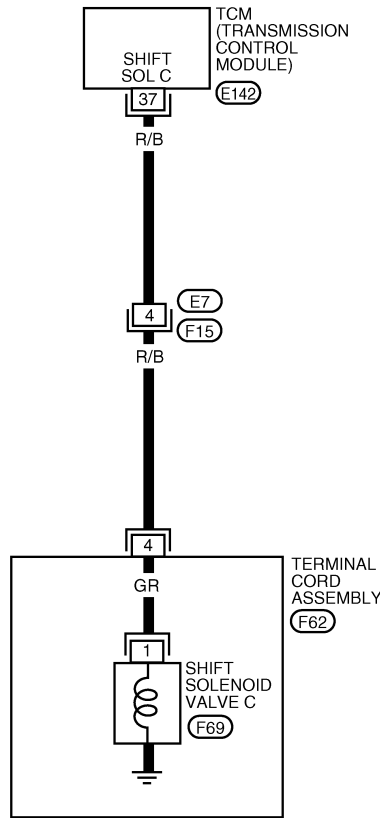 TCM
(TRANSMISSION
CONTROL
MODULE)
SHIFT
SOL C
37
E142
R/B
4
E7
F15
R/B
4
GR
TERMINAL
CORD
ASSEMBLY
F62
1
SHIFT
SOLENOID
VALVE C
F69